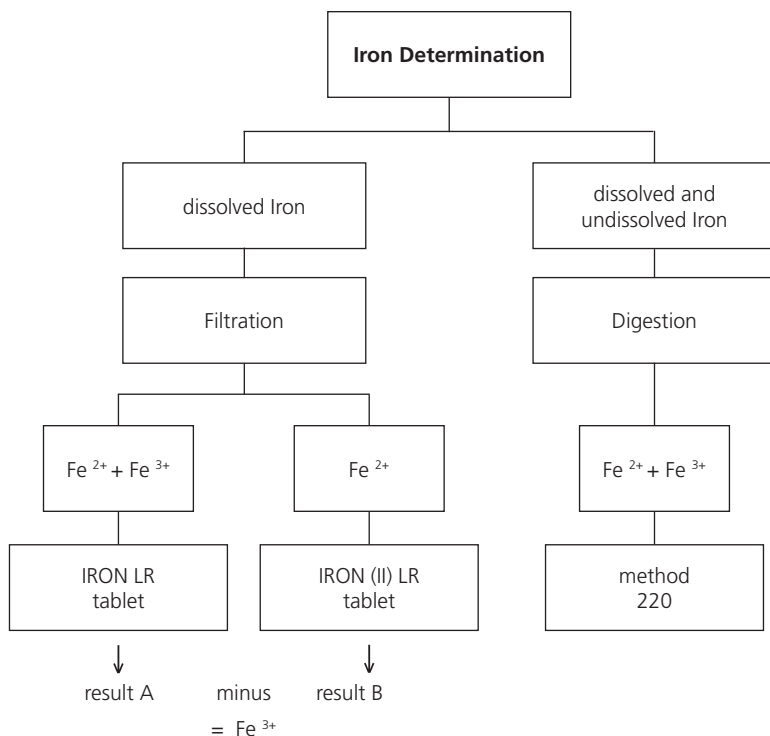 Iron Determination
dissolved Iron
dissolved and
undissolved Iron
Filtration
Digestion
Fe ²⁺ + Fe ³⁺
Fe ²⁺
Fe ²⁺ + Fe ³⁺
IRON LR
tablet
IRON (II) LR
tablet
method
220
result A minus result B
= Fe ³⁺